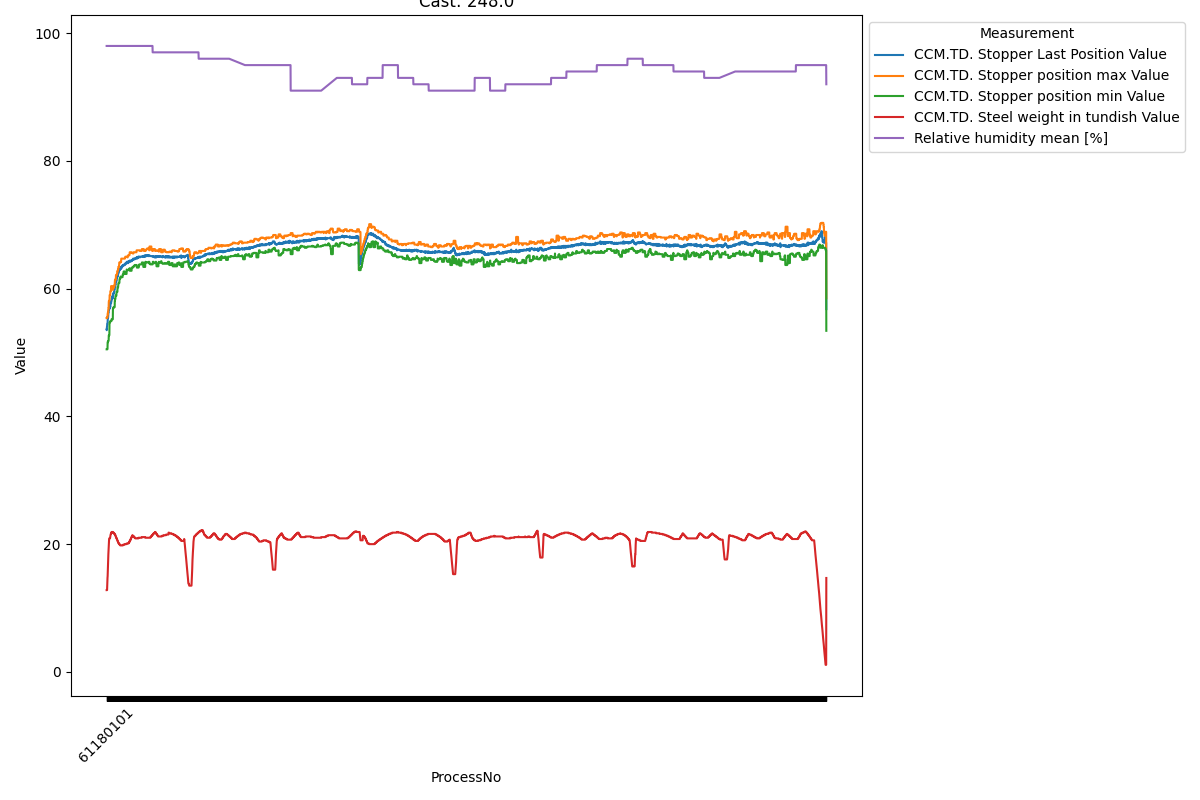 Cast: 248.0
100
80
60
40
20
0
Value
61180101
ProcessNo
Measurement
CCM.TD. Stopper Last Position Value
CCM.TD. Stopper position max Value
CCM.TD. Stopper position min Value
CCM.TD. Steel weight in tundish Value
Relative humidity mean [%]